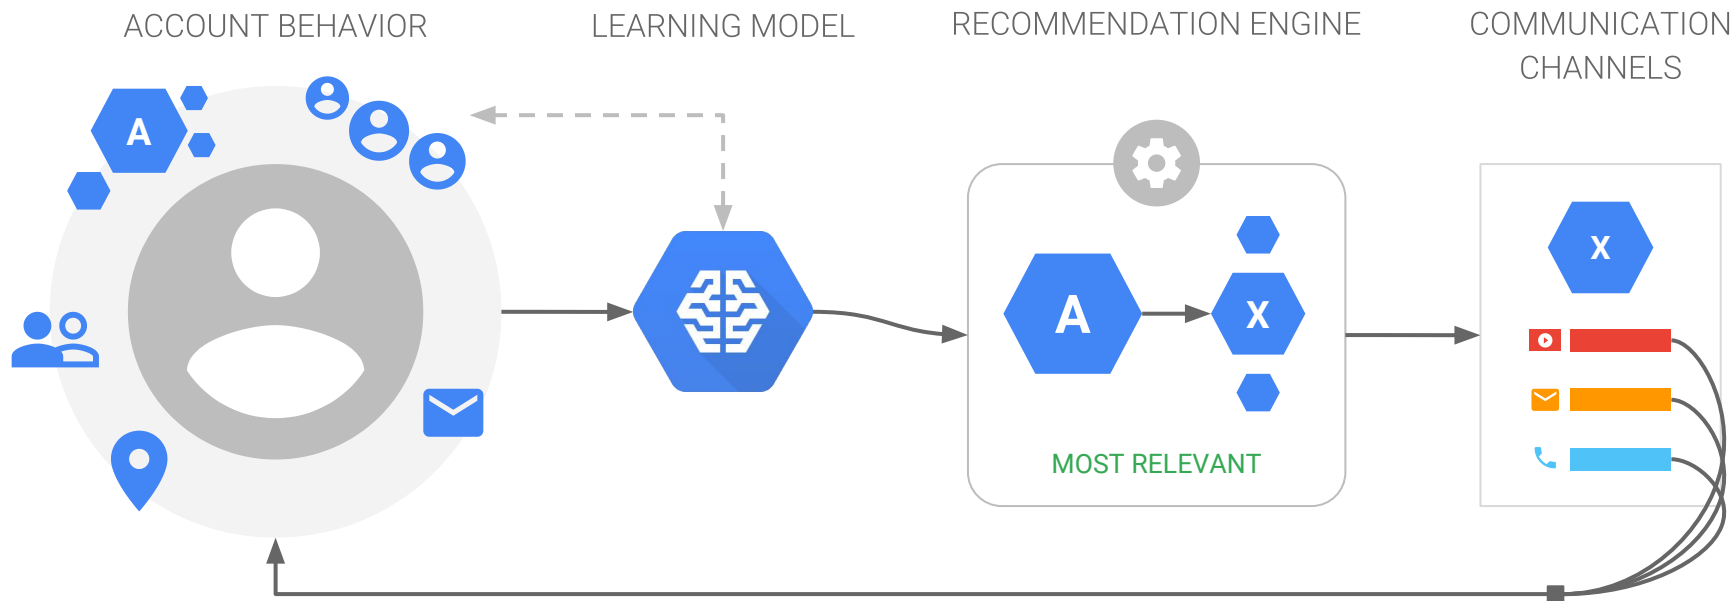 ACCOUNT BEHAVIOR
LEARNING MODEL
RECOMMENDATION ENGINE
COMMUNICATION
CHANNELS
A
A
X
MOST RELEVANT
X